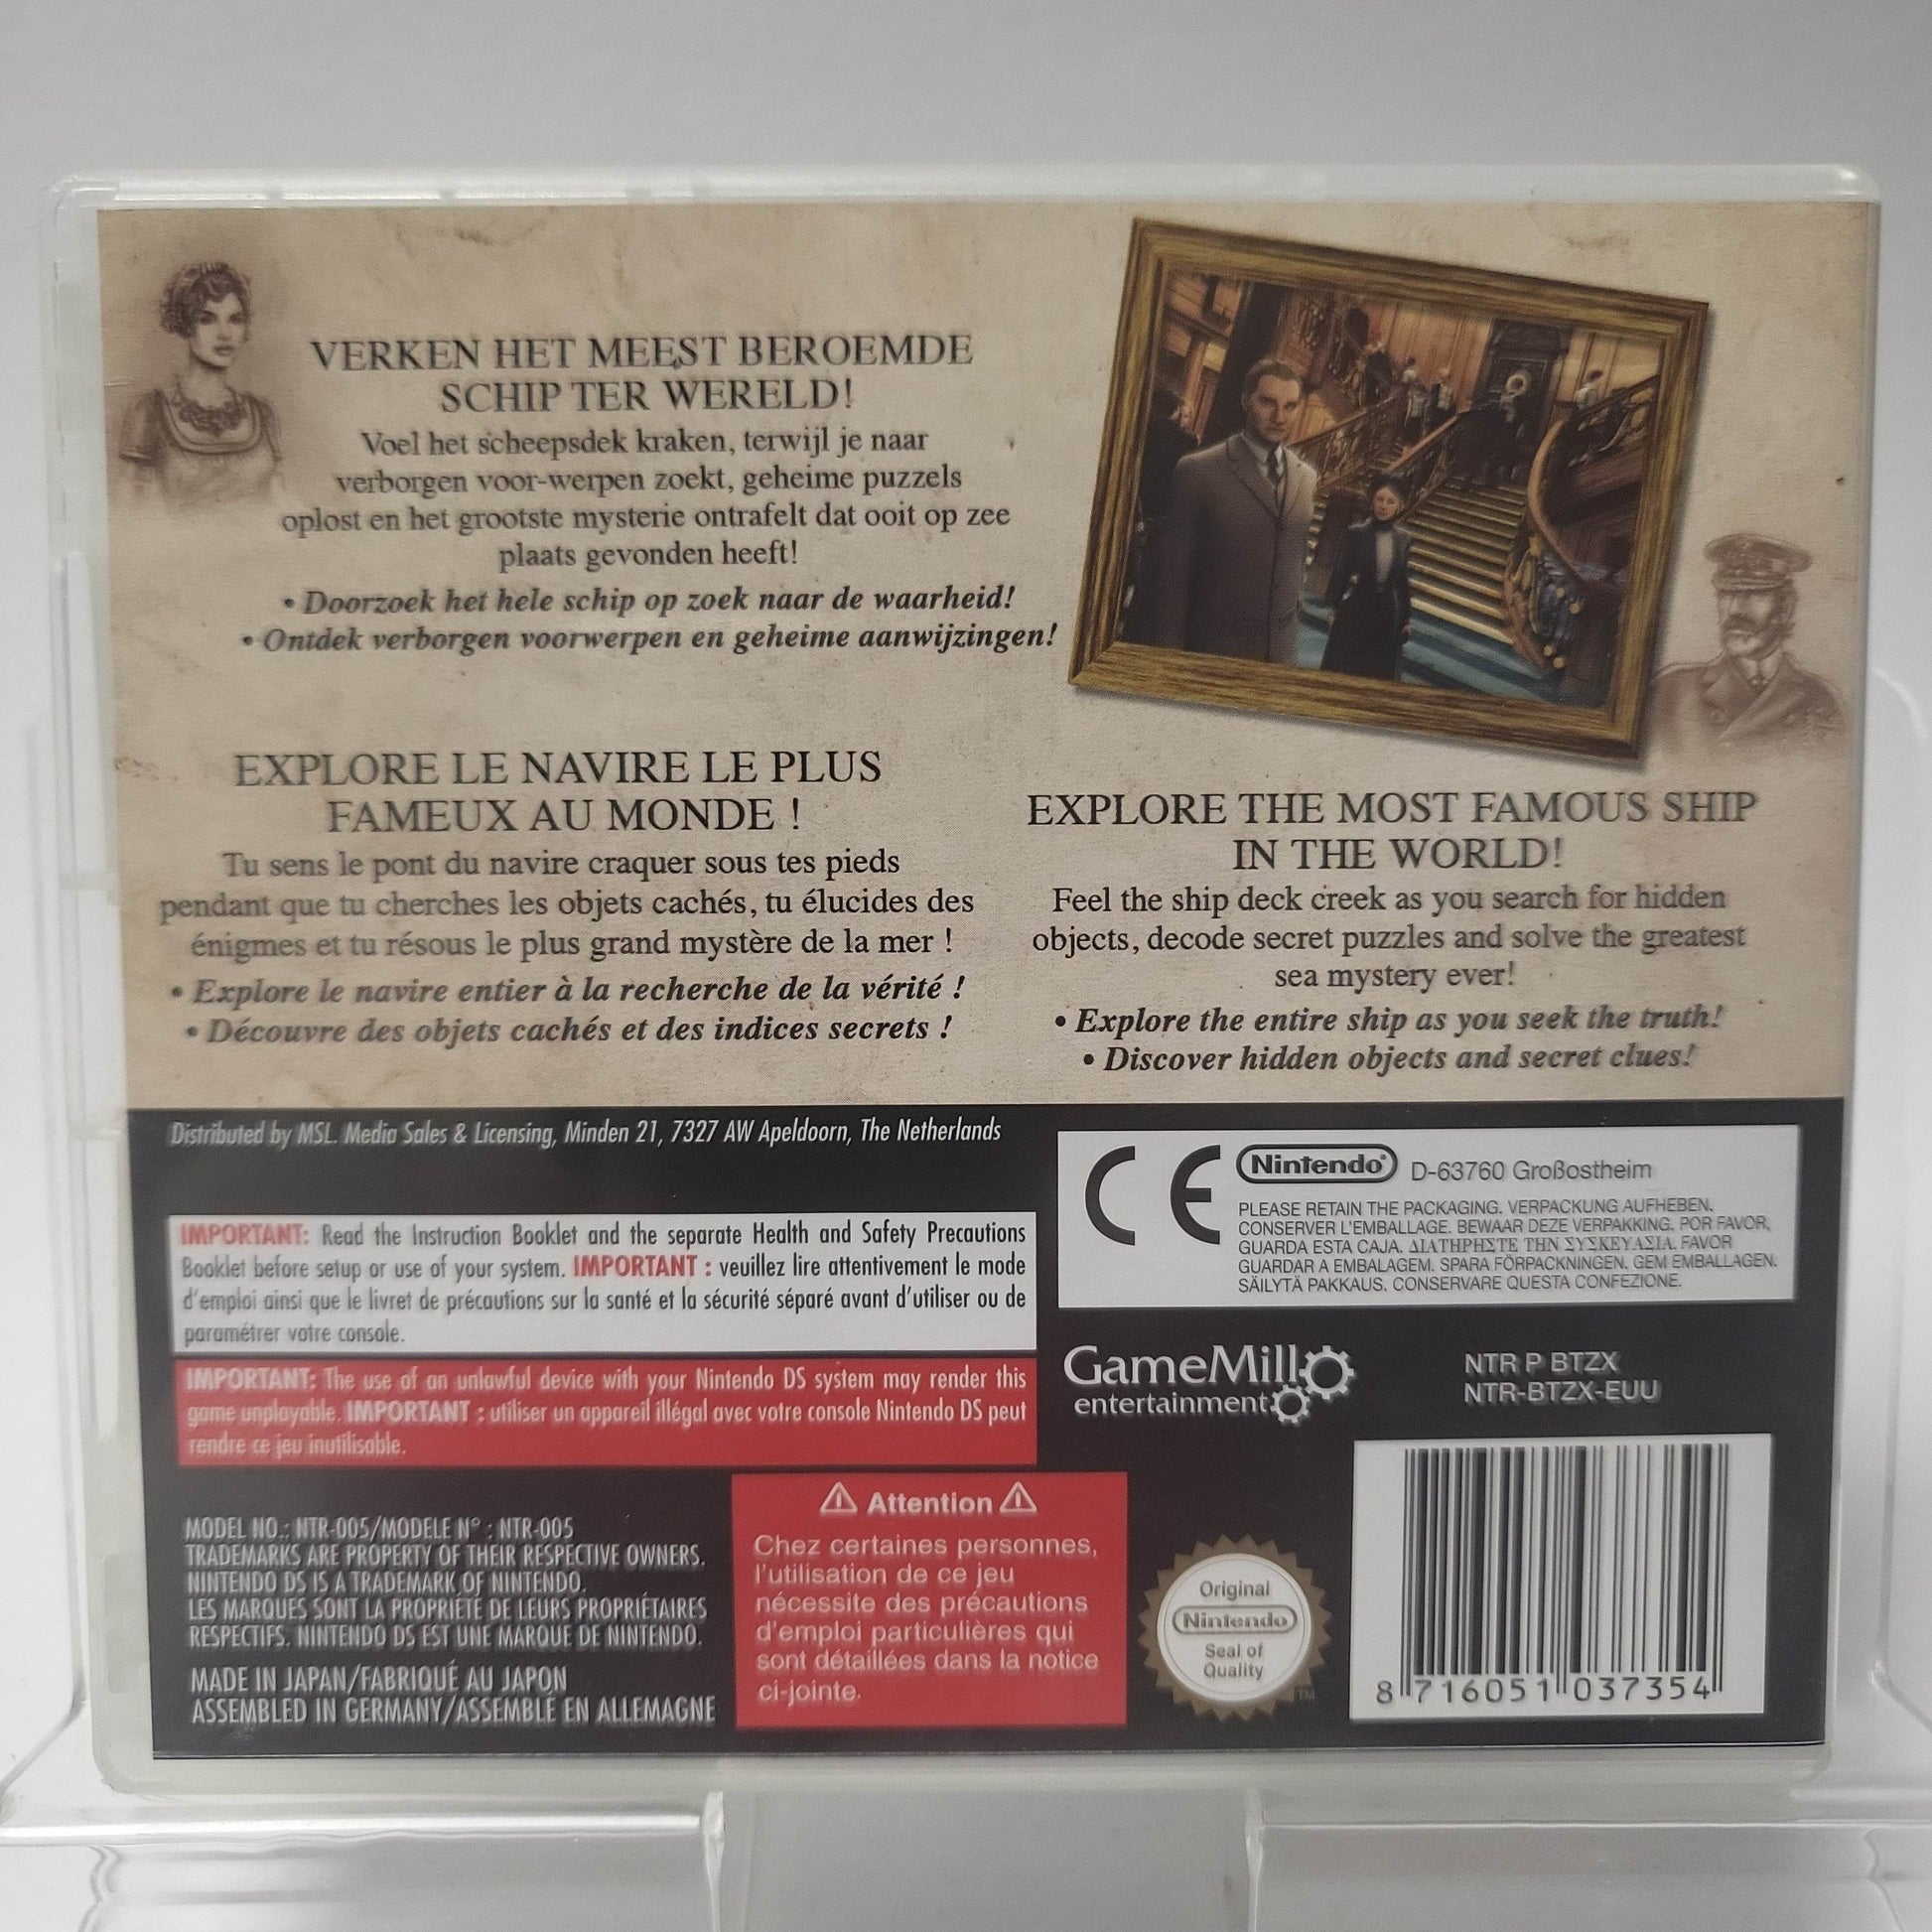 VERKEN HET MEEST BEROEMDE
SCHIP TER WERELD!
Voel het scheepsdek kraken, terwijl je naar
verborgen voor-werpen zoekt, geheime puzzels
oplost en het grootste mysterie ontrafelt dat ooit op zee
plaats gevonden heeft!
• Doorzoek het hele schip op zoek naar de waarheid!
• Ontdek verborgen voorwerpen en geheime aanwijzingen!
EXPLORE LE NAVIRE LE PLUS
FAMEUX AU MONDE !
Tu sens le pont du navire craquer sous tes pieds
pendant que tu cherches les objets cachés, tu élucides des
énigmes et tu résous le plus grand mystère de la mer !
• Explore le navire entier à la recherche de la vérité !
• Découvre des objets cachés et des indices secrets !
EXPLORE THE MOST FAMOUS SHIP
IN THE WORLD!
Feel the ship deck creek as you search for hidden
objects, decode secret puzzles and solve the greatest
sea mystery ever!
• Explore the entire ship as you seek the truth!
• Discover hidden objects and secret clues!
Distributed by MSL. Media Sales & Licensing, Minden 21, 7327 AW Apeldoorn, The Netherlands
IMPORTANT: Read the Instruction Booklet and the separate Health and Safety Precautions
Booklet before setup or use of your system. IMPORTANT : veuillez lire attentivement le mode
d'emploi ainsi que le livret de précautions sur la santé et la sécurité séparé avant d'utiliser ou de
paramétrer votre console.
IMPORTANT: The use of an unlawful device with your Nintendo DS system may render this
game unplayable. IMPORTANT : utiliser un appareil illégal avec votre console Nintendo DS peut
rendre ce jeu inutilisable.
MODEL NO.: NTR-005/MODELE N° : NTR-005
TRADEMARKS ARE PROPERTY OF THEIR RESPECTIVE OWNERS.
NINTENDO DS IS A TRADEMARK OF NINTENDO.
LES MARQUES SONT LA PROPRIÉTÉ DE LEURS PROPRIÉTAIRES
RESPECTIFS. NINTENDO DS EST UNE MARQUE DE NINTENDO.
MADE IN JAPAN/FABRIQUÉ AU JAPON
ASSEMBLED IN GERMANY/ASSEMBLÉ EN ALLEMAGNE
⚠ Attention ⚠
Chez certaines personnes,
l'utilisation de ce jeu
nécessite des précautions
d'emploi particulières qui
sont détaillées dans la notice
ci-jointe.
CE Nintendo® D-63760 Großostheim
PLEASE RETAIN THE PACKAGING. VERPACKUNG AUFHEBEN.
CONSERVER L'EMBALLAGE. BEWAAR DEZE VERPAKKING. POR FAVOR,
GUARDA ESTA CAJA. ΔΙΑΤΗΡΗΣΤΕ ΤΗΝ ΣΥΣΚΕΥΑΣΙΑ. FAVOR
GUARDAR A EMBALAGEM. SPARA FÖRPACKNINGEN. GEM EMBALLAGEN.
SÄILYTÄ PAKKAUS. CONSERVARE QUESTA CONFEZIONE.
GameMill
entertainment
NTR P BTZX
NTR-BTZX-EUU
Original
Nintendo
Seal of
Quality
TM
8 716051 037354